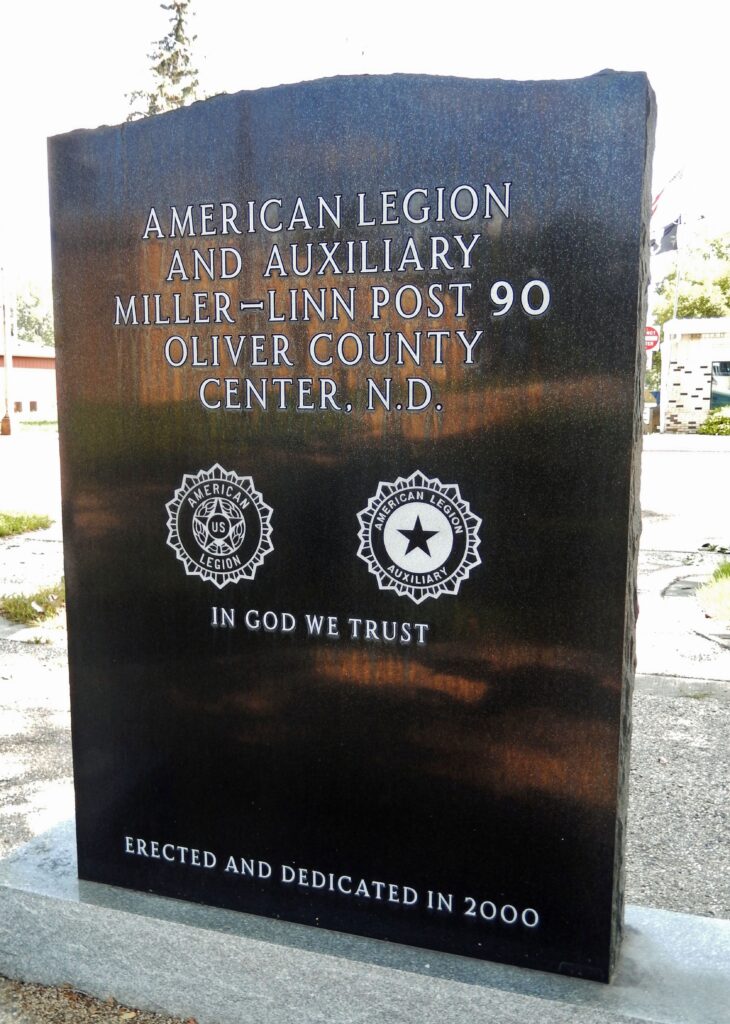 AMERICAN LEGION
AND AUXILIARY
MILLER–LINN POST 90
OLIVER COUNTY
CENTER, N.D.
AMERICAN
US
LEGION
AMERICAN LEGION
AUXILIARY
IN GOD WE TRUST
ERECTED AND DEDICATED IN 2000